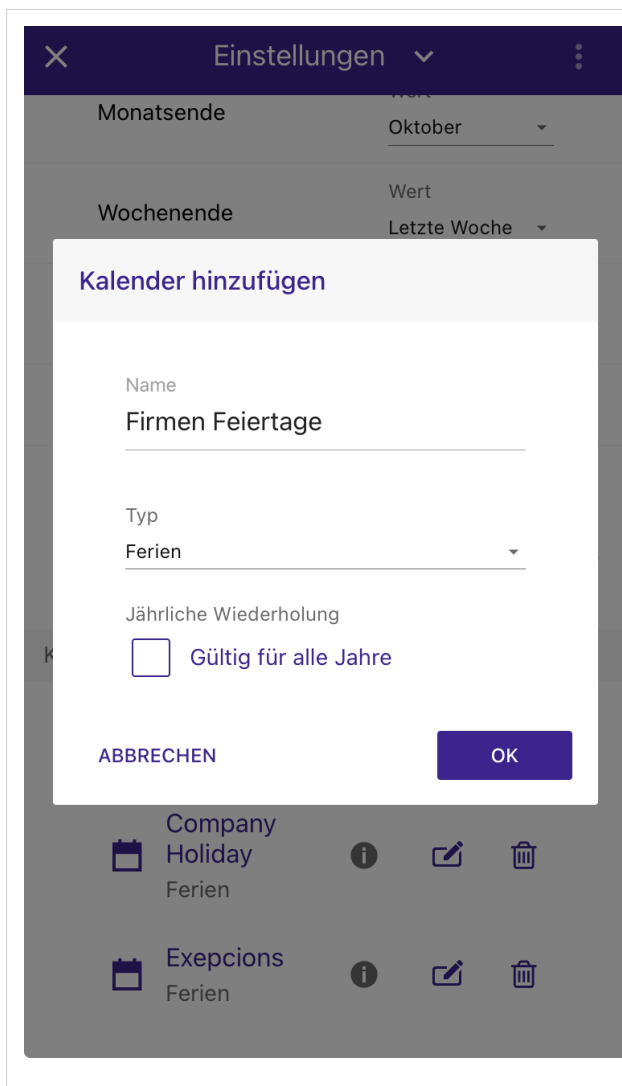 Einstellungen
Monatsende
Oktober
Wert
Wochenende
Letzte Woche
Kalender hinzufügen
Name
Firmen Feiertage
Typ
Ferien
Jährliche Wiederholung
Gültig für alle Jahre
ABBRECHEN
OK
Company
Holiday
Ferien
Exepcions
Ferien